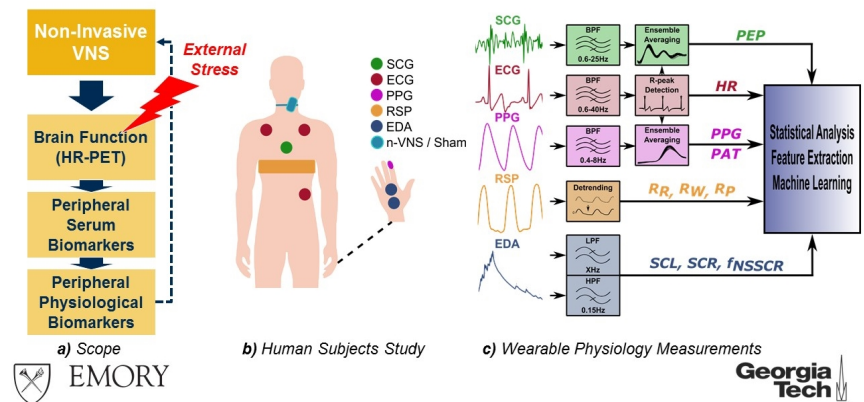 Non-Invasive
VNS
External
Stress
Brain Function
(HR-PET)
Peripheral
Serum
Biomarkers
Peripheral
Physiological
Biomarkers
a) Scope
SCG
ECG
PPG
RSP
EDA
n-VNS / Sham
b) Human Subjects Study
SCG
BPF
0.6-25Hz
Ensemble
Averaging
PEP
ECG
BPF
0.6-40Hz
R-peak
Detection
HR
PPG
BPF
0.4-8Hz
Ensemble
Averaging
PPG
PAT
RSP
Detrending
RR, RW, RP
EDA
LPF
XHz
HPF
0.15Hz
SCL, SCR, fNSSCR
Statistical Analysis
Feature Extraction
Machine Learning
c) Wearable Physiology Measurements
EMORY
Georgia
Tech